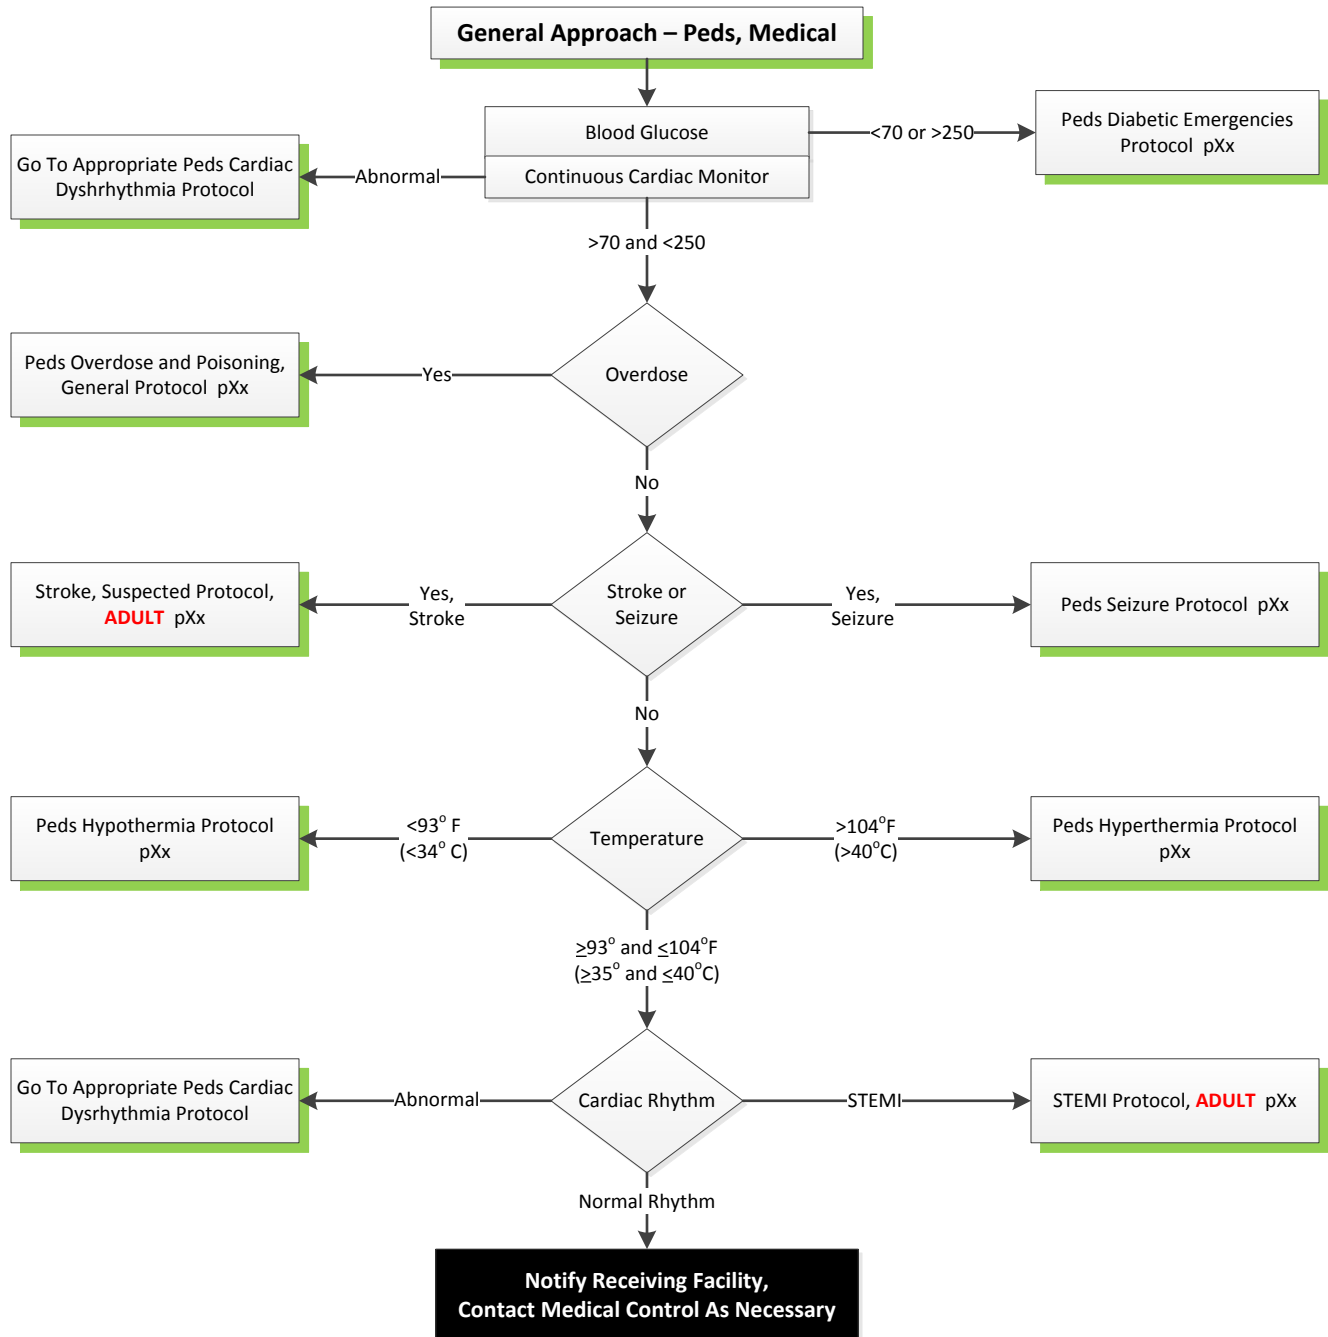 General Approach – Peds, Medical
Blood Glucose
Continuous Cardiac Monitor
<70 or >250
Peds Diabetic Emergencies
Protocol pXx
Abnormal
Go To Appropriate Peds Cardiac
Dyshrhythmia Protocol
>70 and <250
Overdose
Yes
Peds Overdose and Poisoning,
General Protocol pXx
No
Stroke or
Seizure
Yes,
Stroke
Stroke, Suspected Protocol,
ADULT pXx
Yes,
Seizure
Peds Seizure Protocol pXx
No
Temperature
<93° F
(<34° C)
Peds Hypothermia Protocol
pXx
>104°F
(>40°C)
Peds Hyperthermia Protocol
pXx
≥93° and ≤104°F
(≥35° and ≤40°C)
Cardiac Rhythm
Abnormal
Go To Appropriate Peds Cardiac
Dysrhythmia Protocol
STEMI
STEMI Protocol, ADULT pXx
Normal Rhythm
Notify Receiving Facility,
Contact Medical Control As Necessary